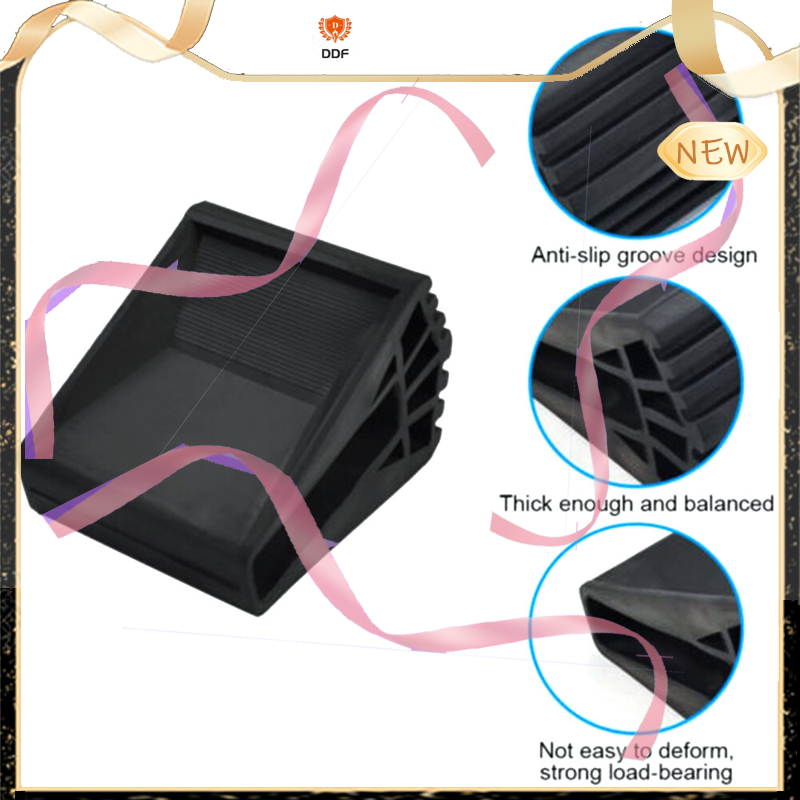 DDF
NEW
Anti-slip groove design
Thick enough and balanced
Not easy to deform,
strong load-bearing